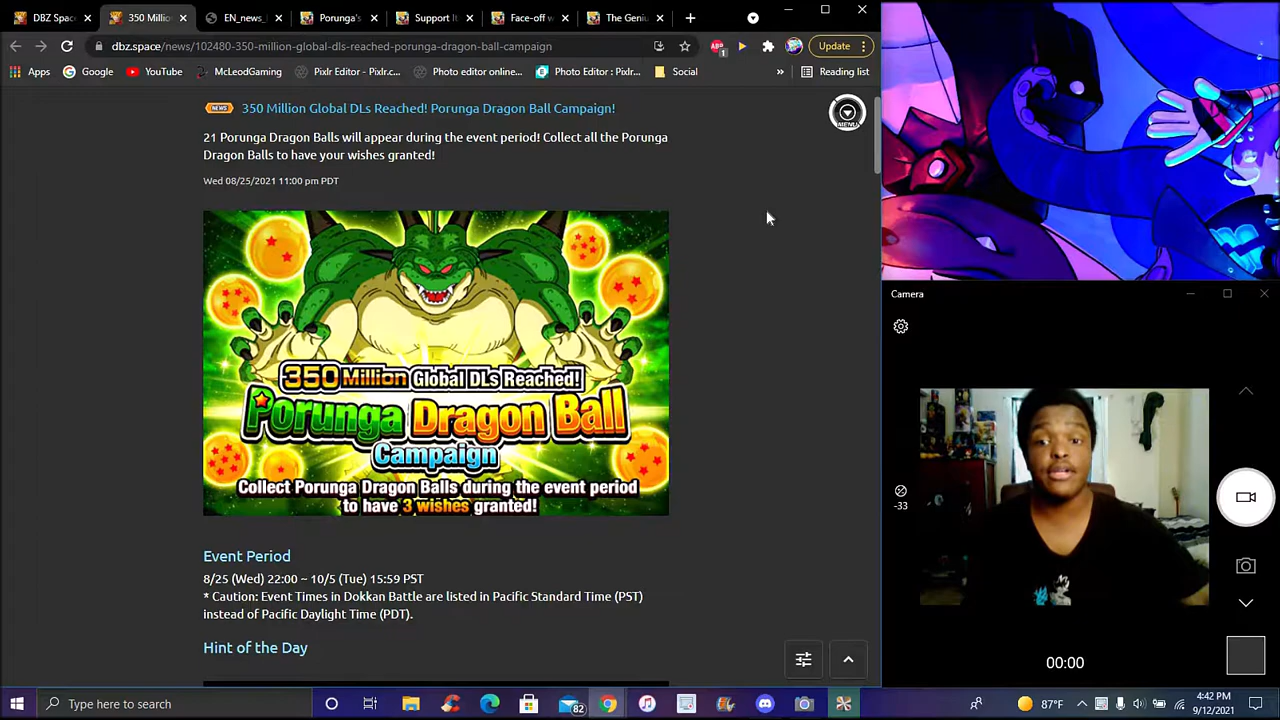 DBZ Spac
350 Millio
EN_news_b
Porunga's
Support It
Face-off w
The Geniu
dbz.space/news/102480-350-million-global-dls-reached-porunga-dragon-ball-campaign
ABP
1
Update
Apps
Google
YouTube
McLeodGaming
Pixlr Editor - Pixlr.c...
Photo editor online...
Photo Editor : Pixlr...
Social
»
Reading list
NEWS
350 Million Global DLs Reached! Porunga Dragon Ball Campaign!
MENU
21 Porunga Dragon Balls will appear during the event period! Collect all the Porunga
Dragon Balls to have your wishes granted!
Wed 08/25/2021 11:00 pm PDT
350 Million Global DLs Reached!
Porunga Dragon Ball
Campaign
Collect Porunga Dragon Balls during the event period
to have 3 wishes granted!
Event Period
8/25 (Wed) 22:00 ~ 10/5 (Tue) 15:59 PST
* Caution: Event Times in Dokkan Battle are listed in Pacific Standard Time (PST)
instead of Pacific Daylight Time (PDT).
Hint of the Day
Camera
-33
00:00
Type here to search
82
87°F
4:42 PM
9/12/2021